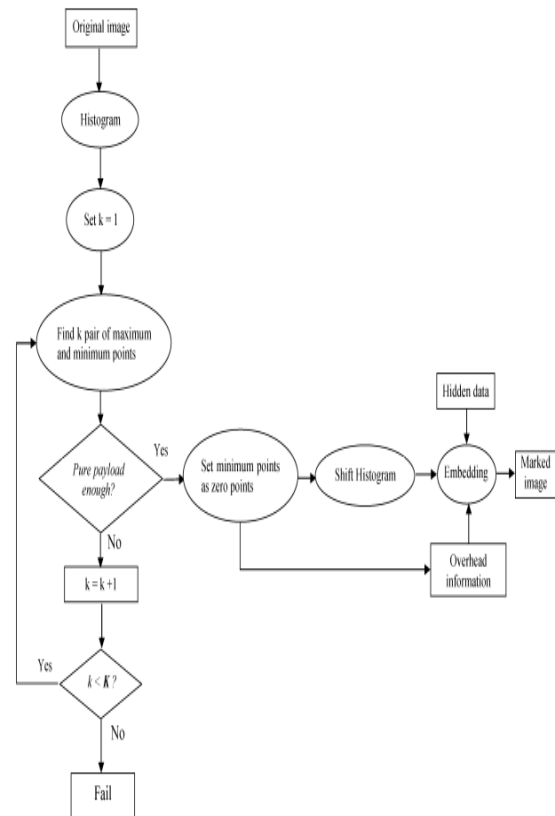 Original image
Histogram
Set k = 1
Find k pair of maximum
and minimum points
Pure payload
enough?
Yes
Set minimum points
as zero points
Shift Histogram
Hidden data
Embedding
Marked
image
Overhead
information
No
k = k +1
Yes
k < K ?
No
Fail